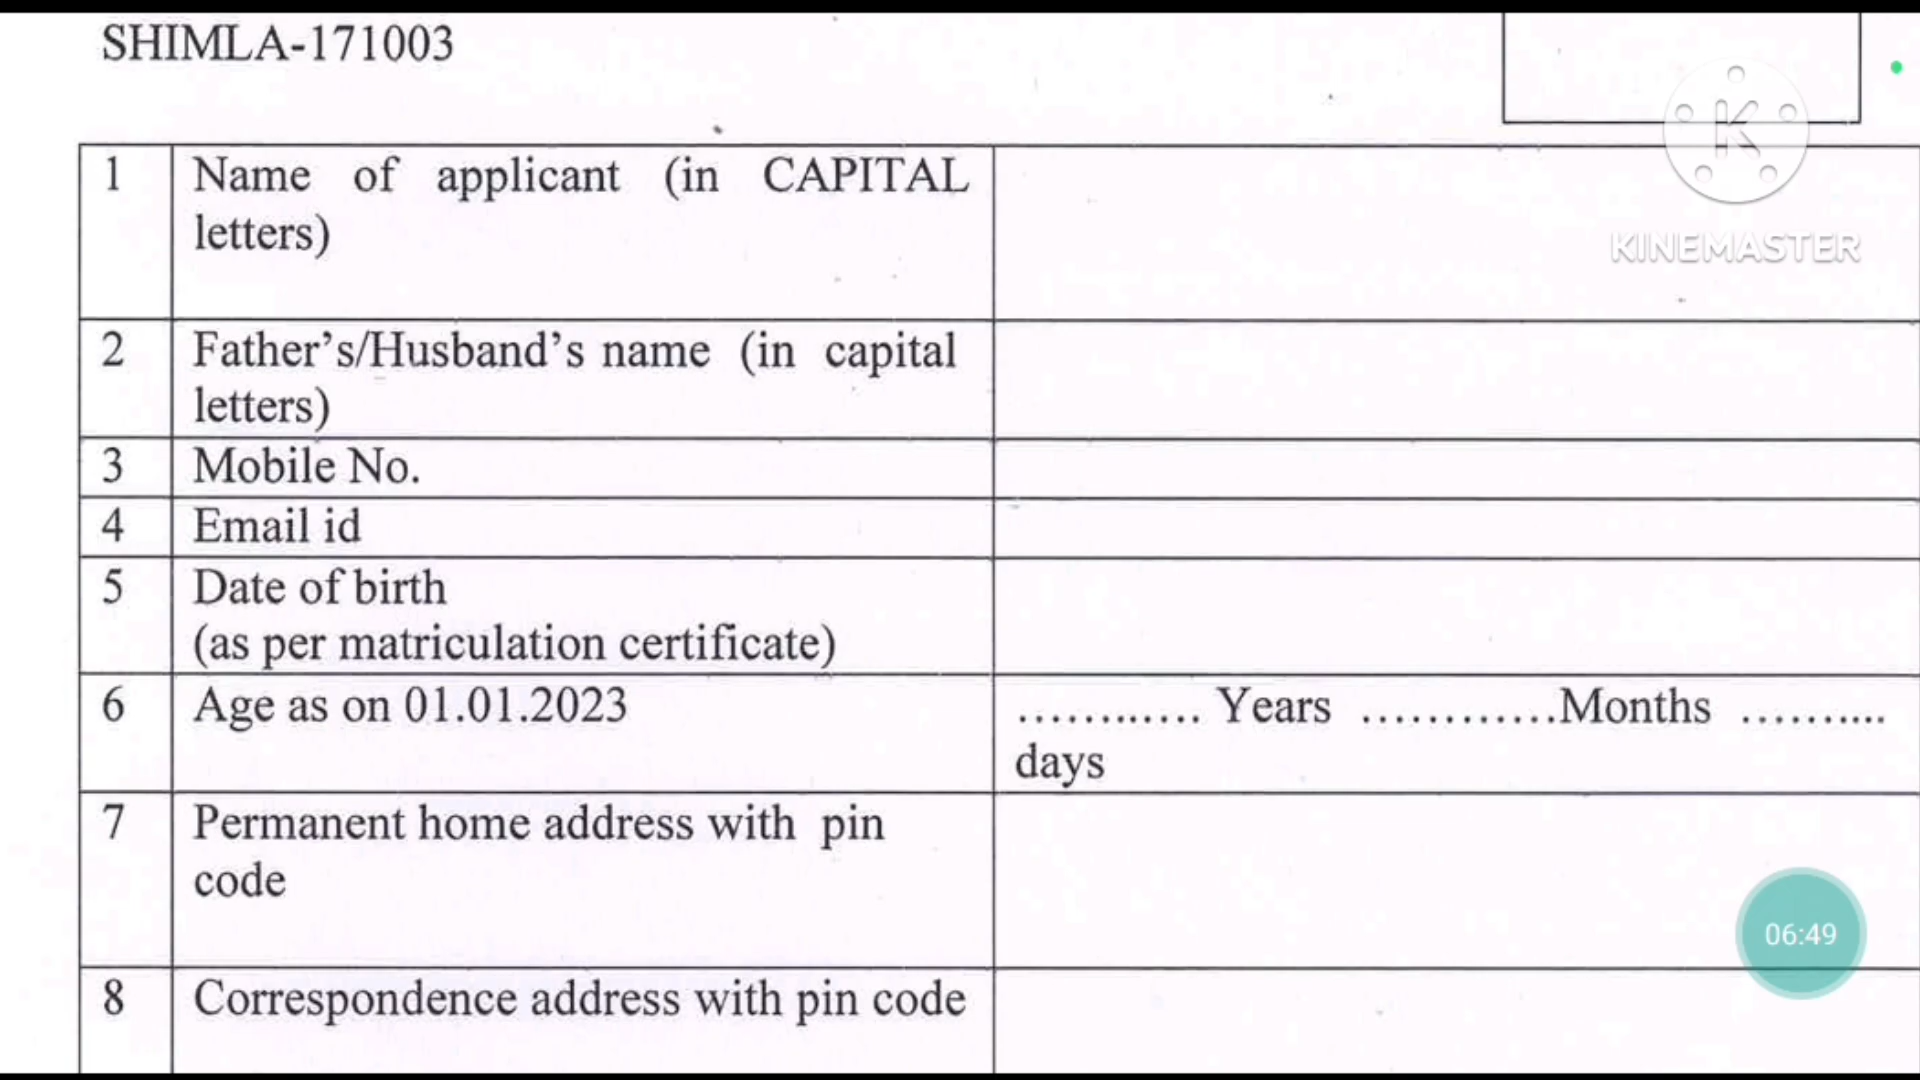 SHIMLA-171003
KINEMASTER
1 Name of applicant (in CAPITAL
letters)
2 Father’s/Husband’s name (in capital
letters)
3 Mobile No.
4 Email id
5 Date of birth
(as per matriculation certificate)
6 Age as on 01.01.2023 ………... Years …………Months ……....
days
7 Permanent home address with pin
code
06:49
8 Correspondence address with pin code